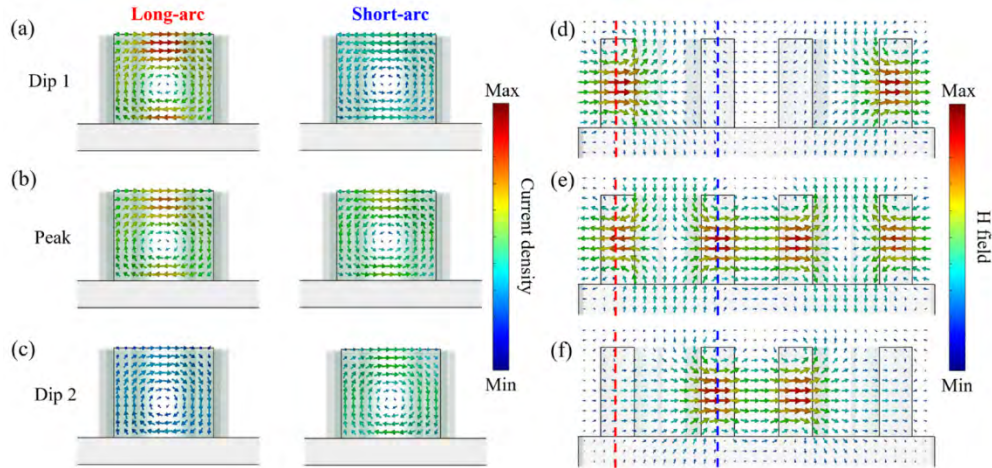 Long-arc
Short-arc
(a)
Dip 1
(b)
Peak
(c)
Dip 2
Max
Current density
Min
(d)
(e)
(f)
Max
H field
Min